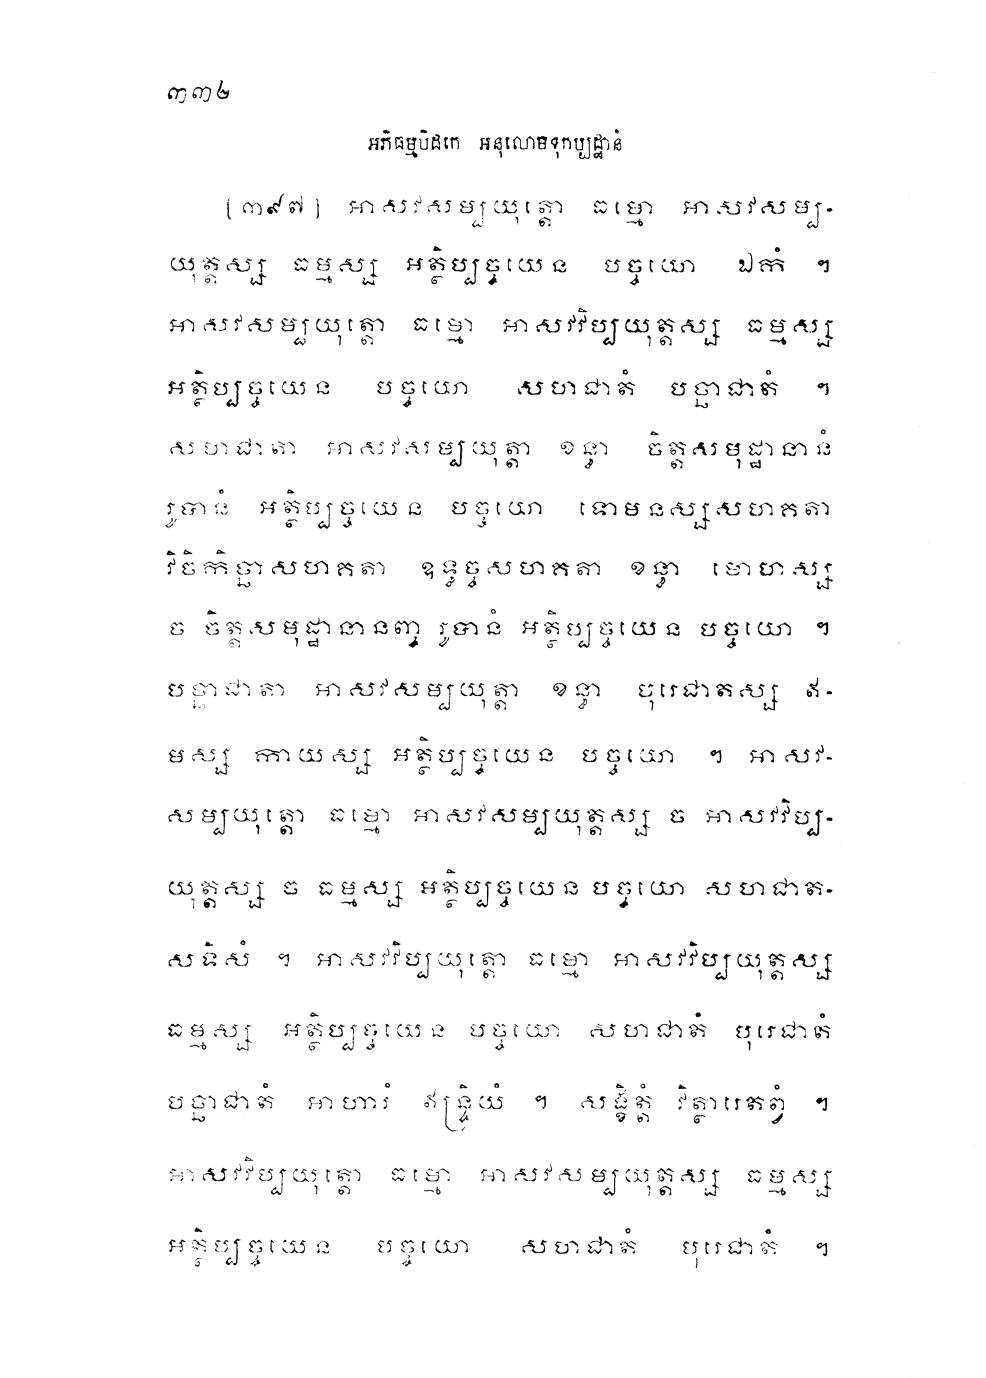 ៣៣២
អភិធម្មបិដកេ អនុលោមទុកប្បដ្ឋានំ
[៣៩៧] អាសវសម្បយុត្តោ ធម្មោ អាសវសម្ប-
យុត្តស្ស ធម្មស្ស អត្ថិប្បច្ចយេន បច្ចយោ ឯកំ ។
អាសវសម្បយុត្តោ ធម្មោ អាសវវិប្បយុត្តស្ស ធម្មស្ស
អត្ថិប្បច្ចយេន បច្ចយោ សហជាតំ បច្ឆាជាតំ ។
សហជាតា អាសវសម្បយុត្តា ខន្ធា ចិត្តសមុដ្ឋានានំ
រូបានំ អត្ថិប្បច្ចយេន បច្ចយោ ទោមនស្សសហគតា
វិចិកិច្ឆាសហគតា ឧទ្ធច្ចសហគតា ខន្ធា មោហស្ស
ច ចិត្តសមុដ្ឋានានញ្ច រូបានំ អត្ថិប្បច្ចយេន បច្ចយោ ។
បច្ឆាជាតា អាសវសម្បយុត្តា ខន្ធា បុរេជាតស្ស ឥ-
មស្ស កាយស្ស អត្ថិប្បច្ចយេន បច្ចយោ ។ អាសវ-
សម្បយុត្តោ ធម្មោ អាសវសម្បយុត្តស្ស ច អាសវវិប្ប-
យុត្តស្ស ច ធម្មស្ស អត្ថិប្បច្ចយេន បច្ចយោ សហជាត-
សទិសំ ។ អាសវវិប្បយុត្តោ ធម្មោ អាសវវិប្បយុត្តស្ស
ធម្មស្ស អត្ថិប្បច្ចយេន បច្ចយោ សហជាតំ បុរេជាតំ
បច្ឆាជាតំ អាហារំ ឥន្ទ្រិយំ ។ សង្ខិត្តំ វិត្ថារេតព្វំ ។
អាសវវិប្បយុត្តោ ធម្មោ អាសវសម្បយុត្តស្ស ធម្មស្ស
អត្ថិប្បច្ចយេន បច្ចយោ សហជាតំ បុរេជាតំ ។